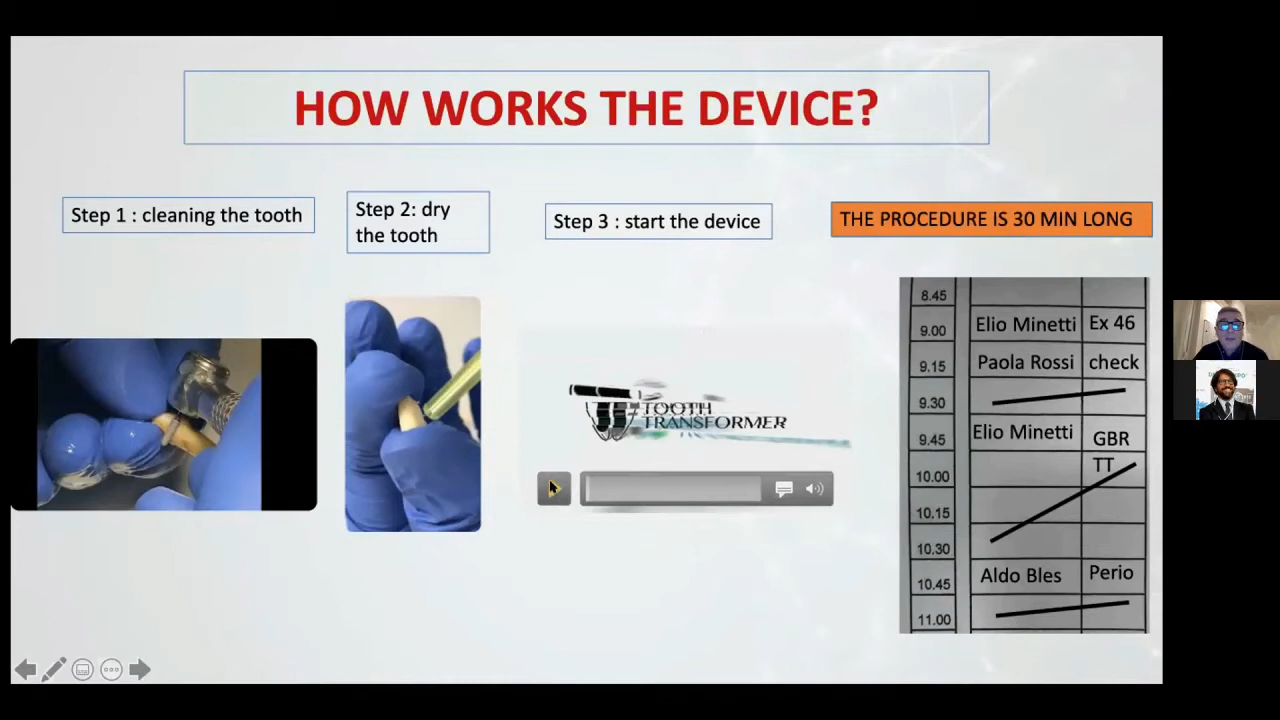 HOW WORKS THE DEVICE?
Step 1 : cleaning the tooth
Step 2: dry
the tooth
Step 3 : start the device
THE PROCEDURE IS 30 MIN LONG
TOOTH
TRANSFORMER
8.45
9.00 Elio Minetti Ex 46
9.15 Paola Rossi check
9.30
9.45 Elio Minetti GBR
10.00 TT
10.15
10.30
10.45 Aldo Bles Perio
11.00